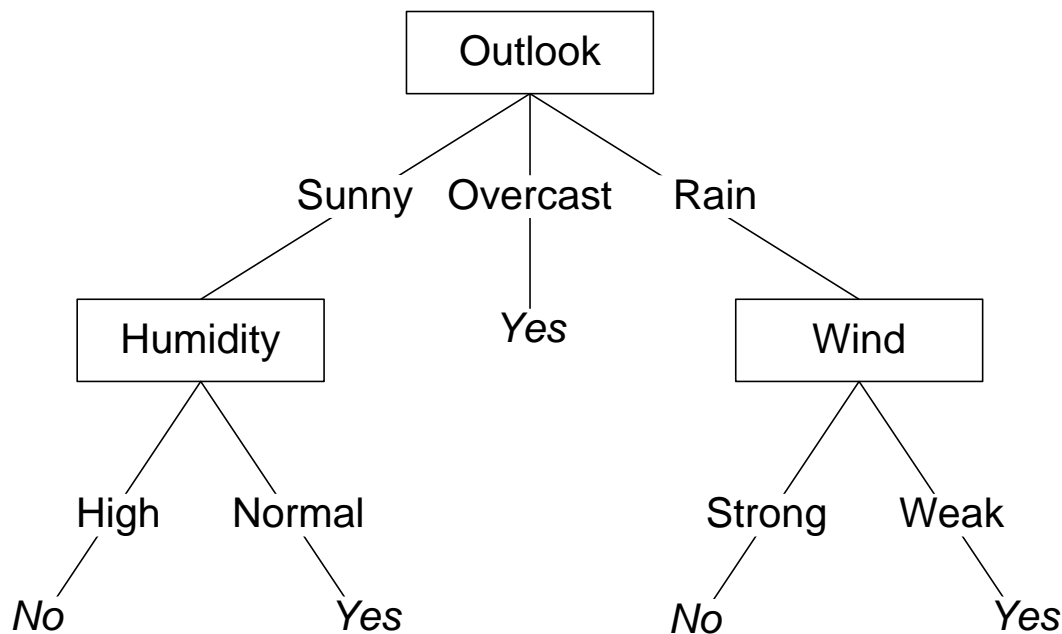 Outlook
Sunny Overcast Rain
Humidity Yes Wind
High Normal Strong Weak
No Yes No Yes